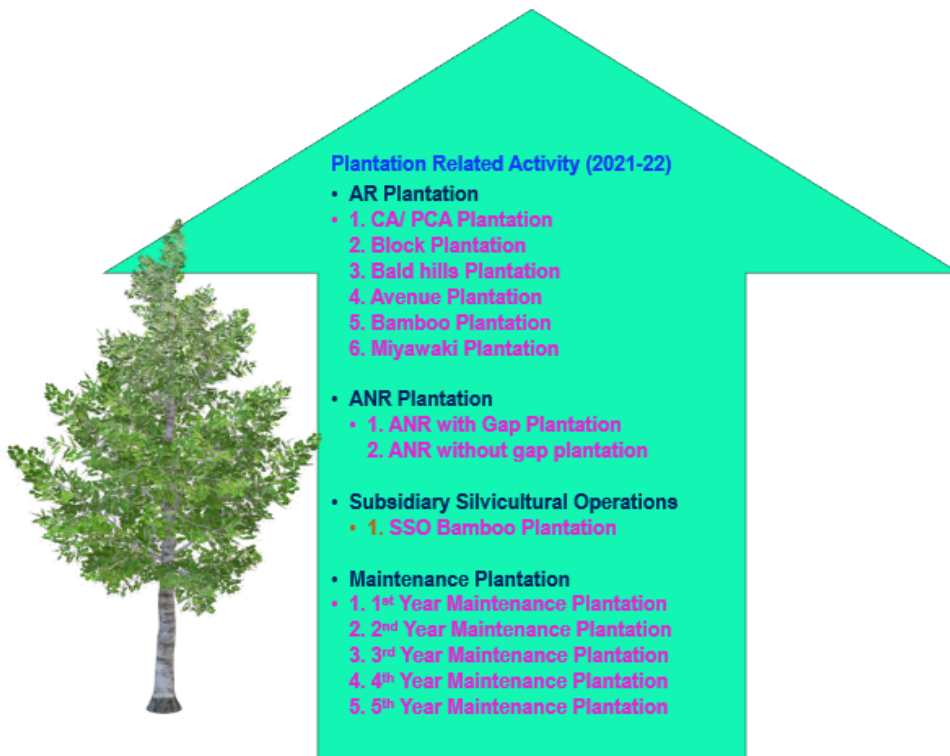 Plantation Related Activity (2021-22)
• AR Plantation
• 1. CA/ PCA Plantation
2. Block Plantation
3. Bald hills Plantation
4. Avenue Plantation
5. Bamboo Plantation
6. Miyawaki Plantation
• ANR Plantation
• 1. ANR with Gap Plantation
2. ANR without gap plantation
• Subsidiary Silvicultural Operations
• 1. SSO Bamboo Plantation
• Maintenance Plantation
• 1. 1st Year Maintenance Plantation
2. 2nd Year Maintenance Plantation
3. 3rd Year Maintenance Plantation
4. 4th Year Maintenance Plantation
5. 5th Year Maintenance Plantation